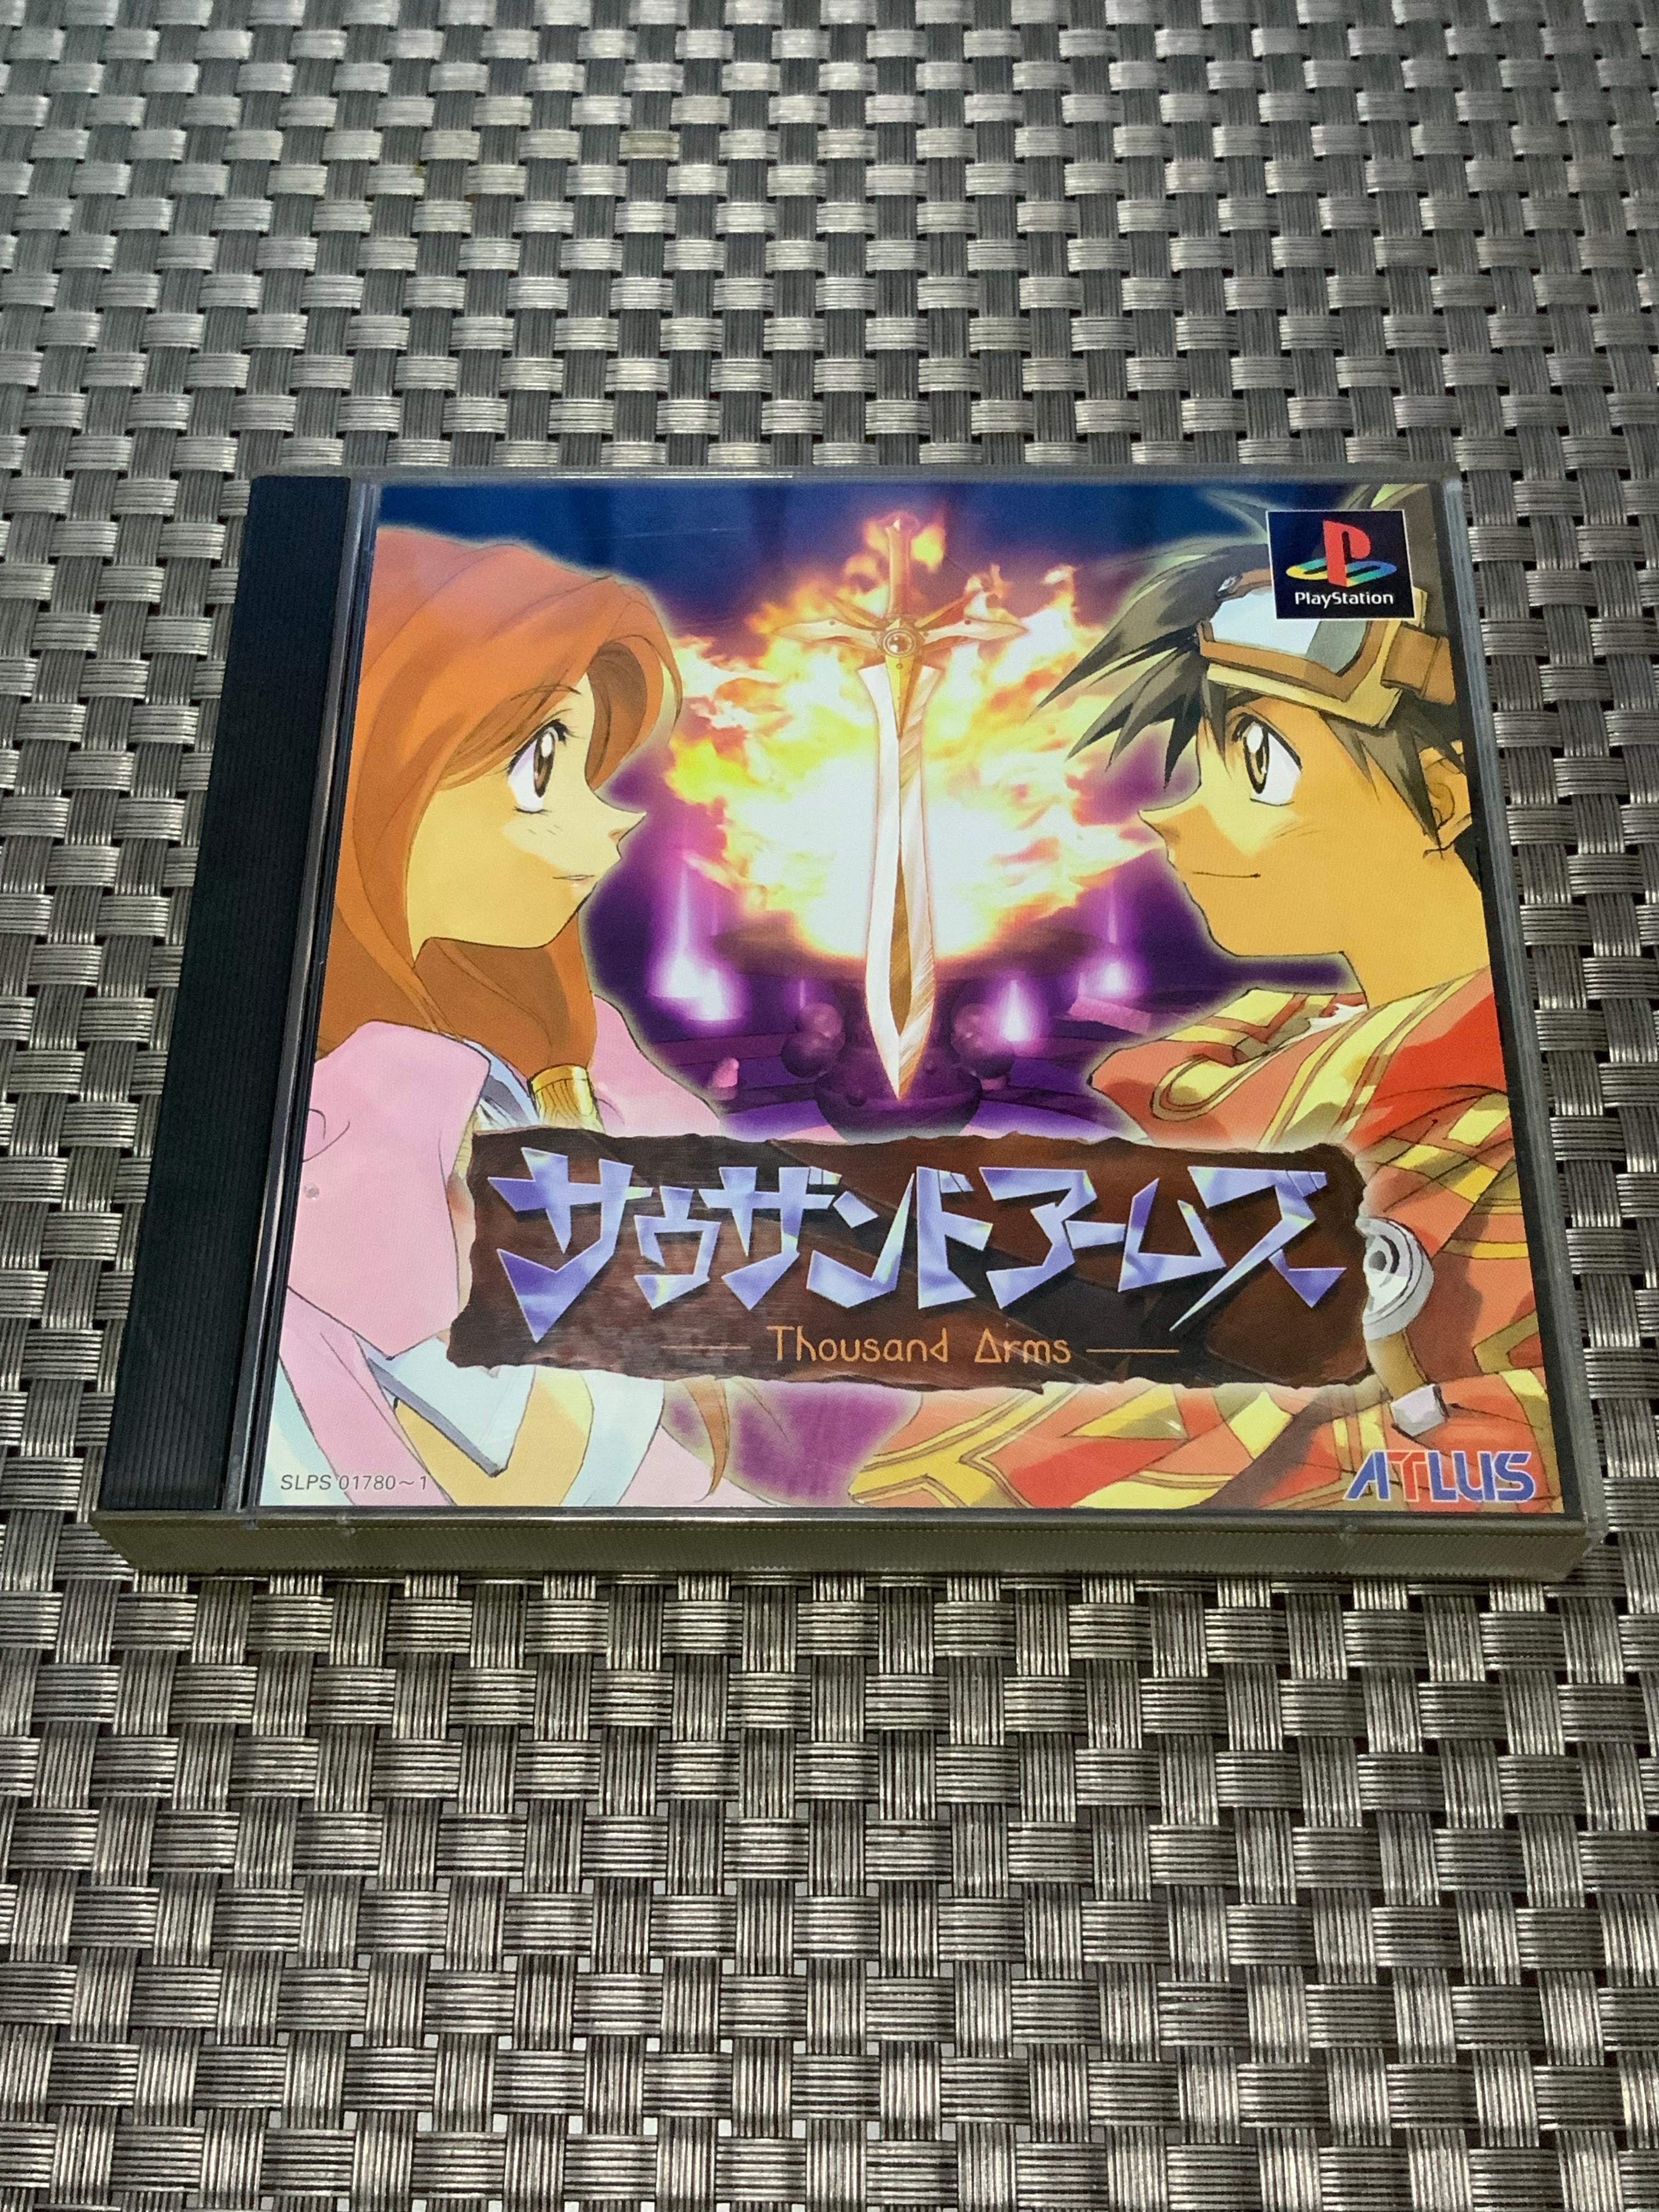 PlayStation
サウザンドアームズ
Thousand Arms
SLPS 01780～1
ATLUS